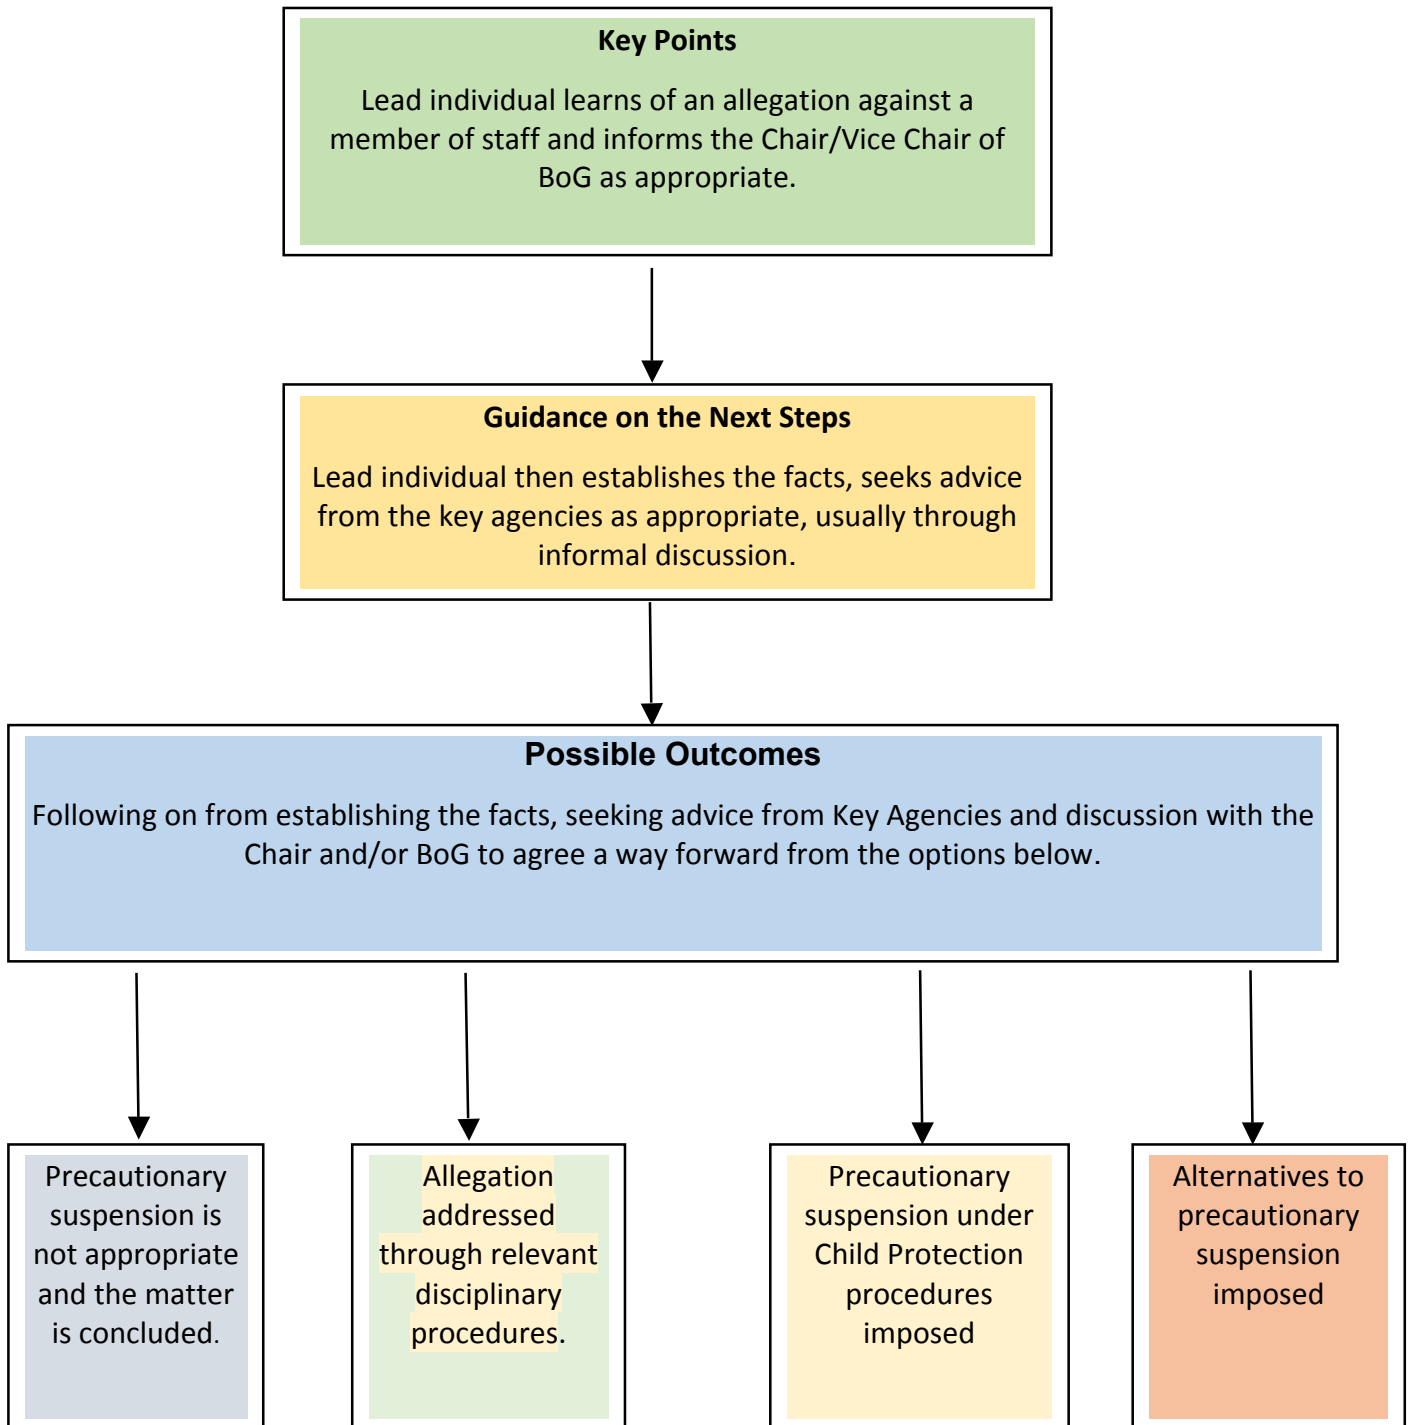 Key Points
Lead individual learns of an allegation against a
member of staff and informs the Chair/Vice Chair of
BoG as appropriate.
Guidance on the Next Steps
Lead individual then establishes the facts, seeks advice
from the key agencies as appropriate, usually through
informal discussion.
Possible Outcomes
Following on from establishing the facts, seeking advice from Key Agencies and discussion with the
Chair and/or BoG to agree a way forward from the options below.
Precautionary
suspension is
not appropriate
and the matter
is concluded.
Allegation
addressed
through relevant
disciplinary
procedures.
Precautionary
suspension under
Child Protection
procedures
imposed
Alternatives to
precautionary
suspension
imposed